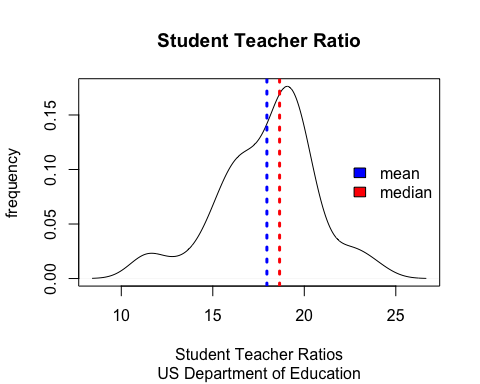 Student Teacher Ratio
frequency
0.15
0.10
0.05
0.00
mean
median
10 15 20 25
Student Teacher Ratios
US Department of Education